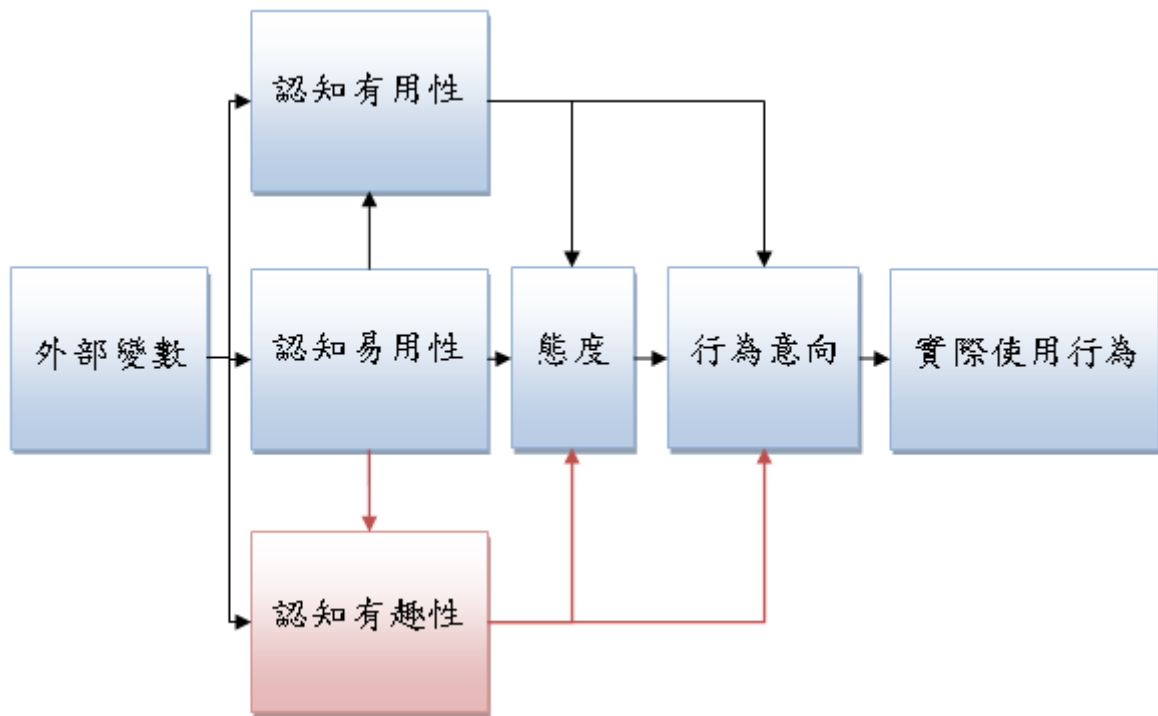 認知有用性
外部變數
認知易用性
態度
行為意向
實際使用行為
認知有趣性